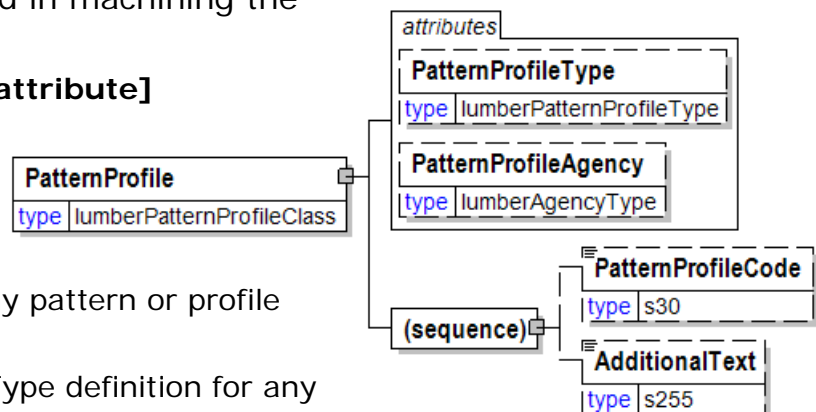 d in machining the
attribute]
y pattern or profile
ype definition for any
PatternProfile
type lumberPatternProfileClass
attributes
PatternProfileType
type lumberPatternProfileType
PatternProfileAgency
type lumberAgencyType
(sequence)
PatternProfileCode
type s30
AdditionalText
type s255